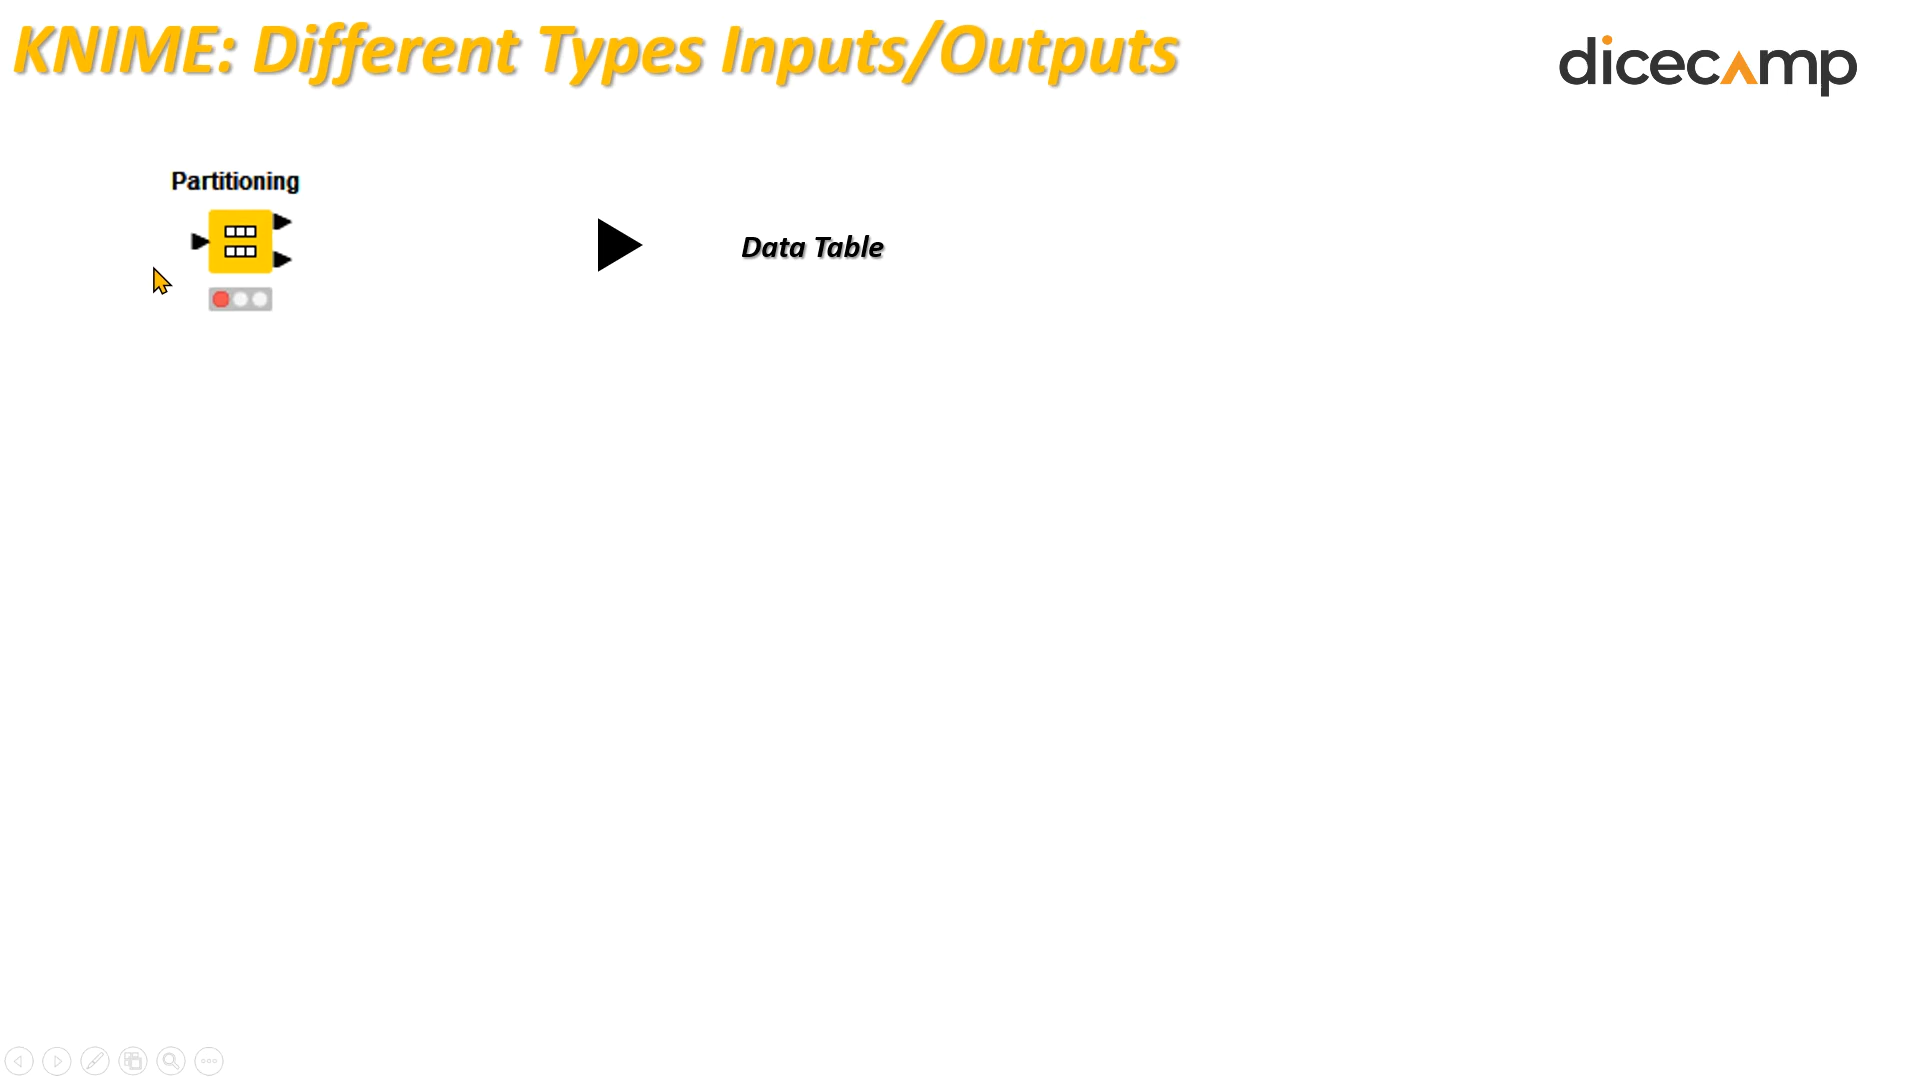 KNIME: Different Types Inputs/Outputs
dicecamp
Partitioning
Data Table